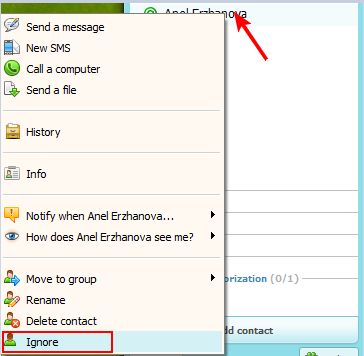 Anel Erzhanova
Send a message
New SMS
Call a computer
Send a file
History
Info
Notify when Anel Erzhanova...
How does Anel Erzhanova see me?
Move to group
orization (0/1)
Rename
Delete contact
dd contact
Ignore